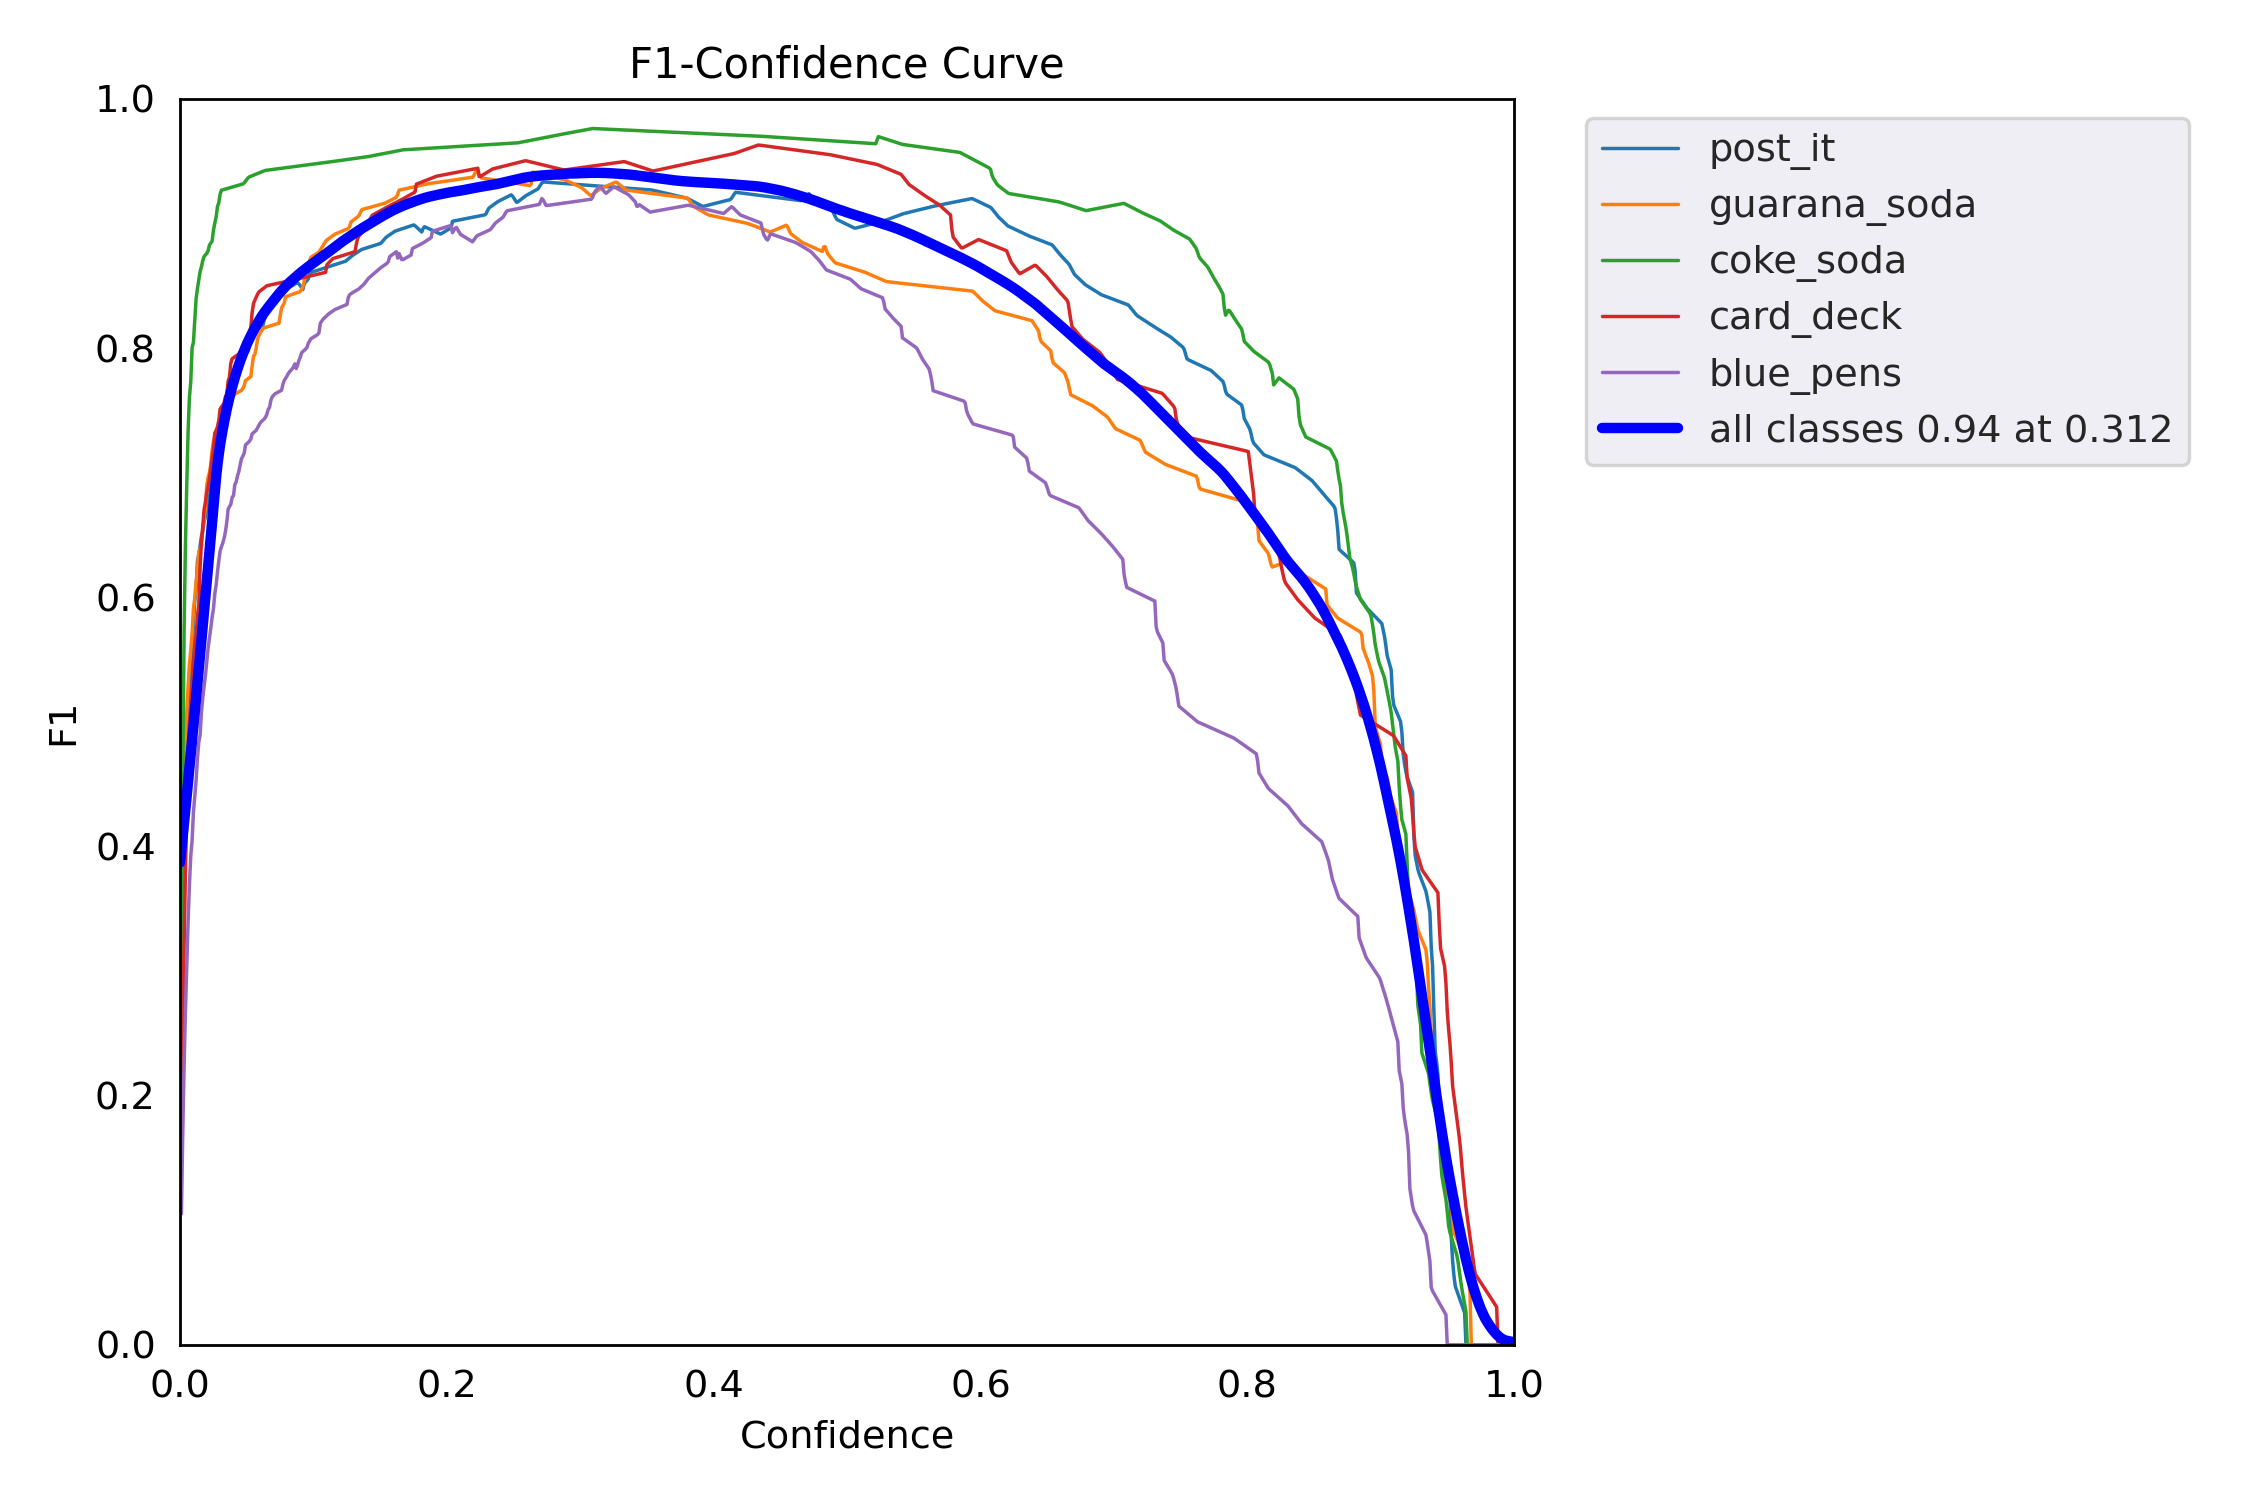 F1-Confidence Curve
1.0
0.8
0.6
0.4
0.2
0.0
F1
0.0 0.2 0.4 0.6 0.8 1.0
Confidence
post_it
guarana_soda
coke_soda
card_deck
blue_pens
all classes 0.94 at 0.312